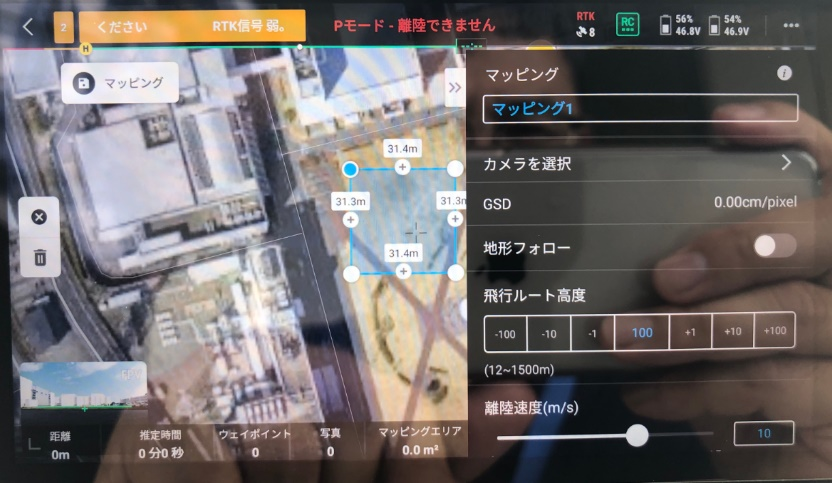 2
ください
RTK信号 弱。
Pモード - 離陸できません
RTK
8
RC
56%
46.8V
54%
46.9V
H
マッピング
31.4m
31.3m
31.3m
31.4m
距離
0m
推定時間
0 分0 秒
ウェイポイント
0
写真
0
マッピングエリア
0.0 m²
マッピング
マッピング1
カメラを選択
GSD
0.00cm/pixel
地形フォロー
飛行ルート高度
-100
-10
-1
100
+1
+10
+100
(12~1500m)
離陸速度(m/s)
10